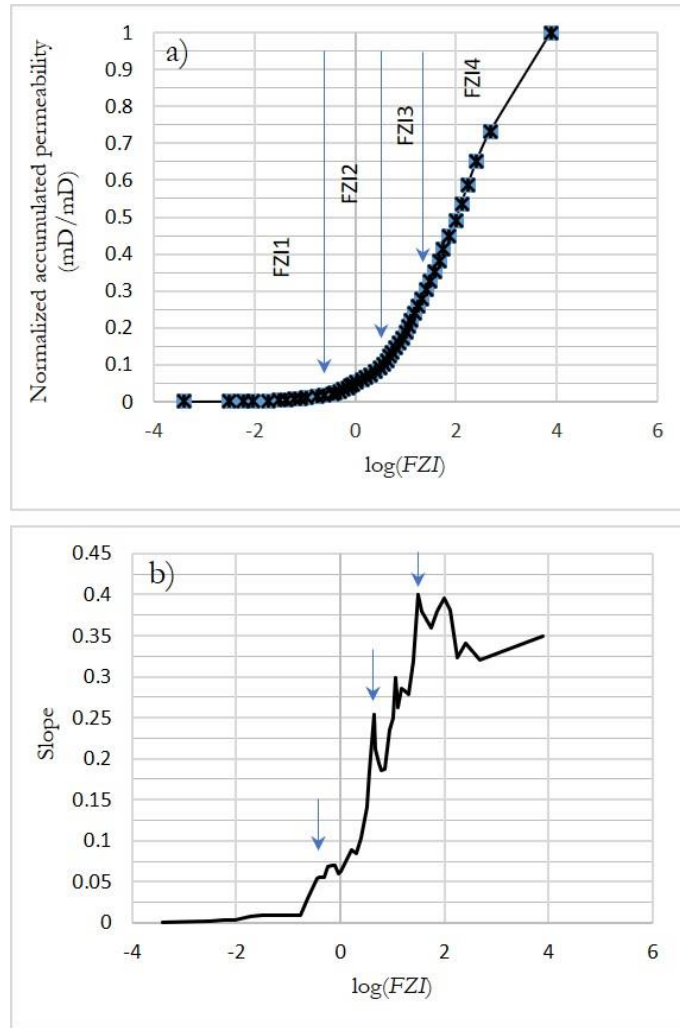 a)
Normalized accumulated permeability
(mD/mD)
1
0.9
0.8
0.7
0.6
0.5
0.4
0.3
0.2
0.1
0
FZI1
FZI2
FZI3
FZI4
-4 -2 0 2 4 6
log(FZI)
b)
Slope
0.45
0.4
0.35
0.3
0.25
0.2
0.15
0.1
0.05
0
-4 -2 0 2 4 6
log(FZI)